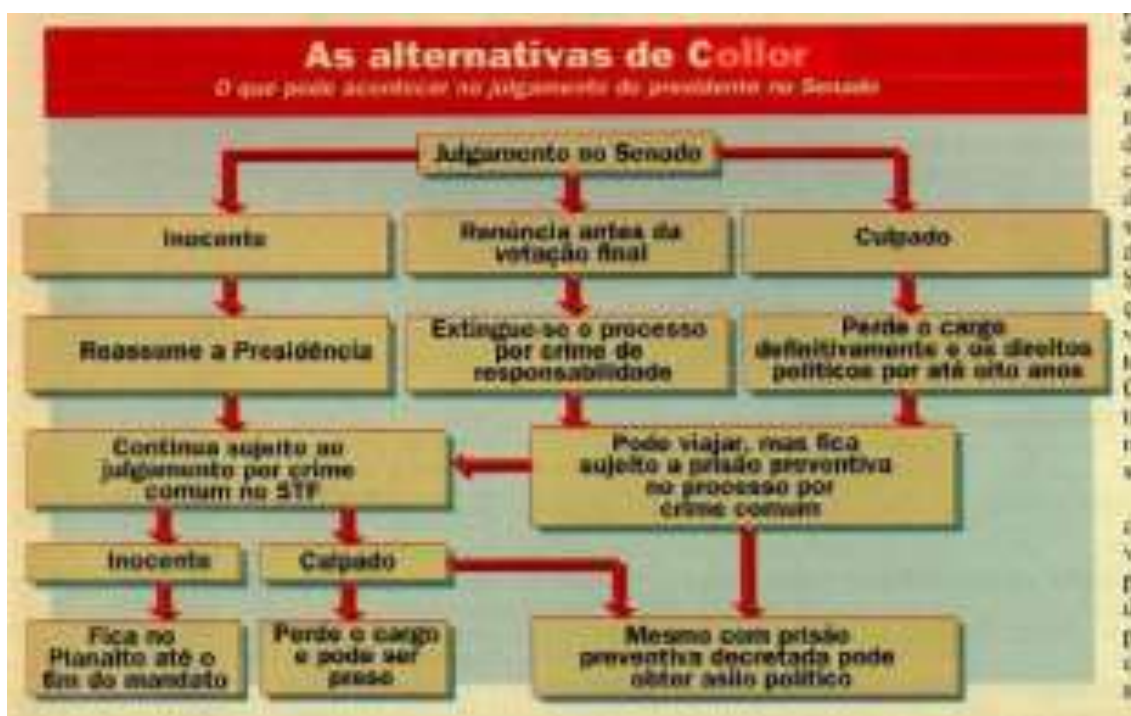 As alternativas de Collor
O que pode acontecer no julgamento do presidente no Senado
Julgamento no Senado
Inocente
Renúncia antes da
votação final
Culpado
Reassume a Presidência
Extingue-se o processo
por crime de
responsabilidade
Perde o cargo
definitivamente e os direitos
políticos por até oito anos
Continua sujeito ao
julgamento por crime
comum no STF
Pode viajar, mas fica
sujeito a prisão preventiva
no processo por
crime comum
Inocente
Culpado
Fica no
Planalto até o
fim do mandato
Perde o cargo
e pode ser
preso
Mesmo com prisão
preventiva decretada pode
obter asilo político